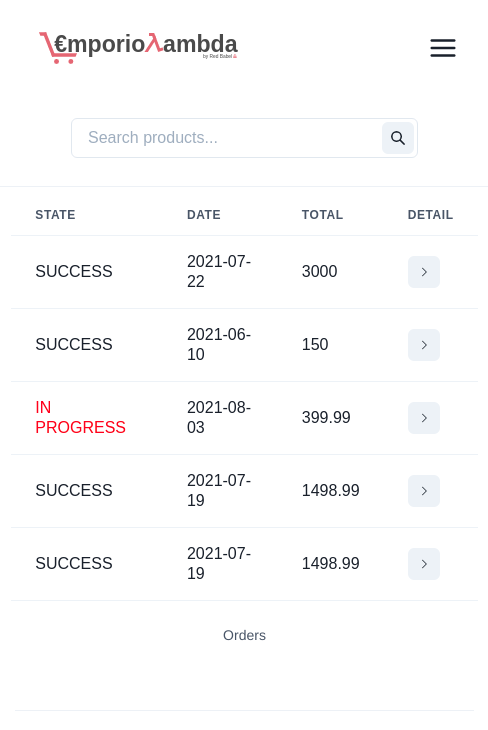 €mporioλambda
by Red Babel
Search products...
STATE DATE TOTAL DETAIL
SUCCESS 2021-07-22 3000
SUCCESS 2021-06-10 150
IN PROGRESS 2021-08-03 399.99
SUCCESS 2021-07-19 1498.99
SUCCESS 2021-07-19 1498.99
Orders